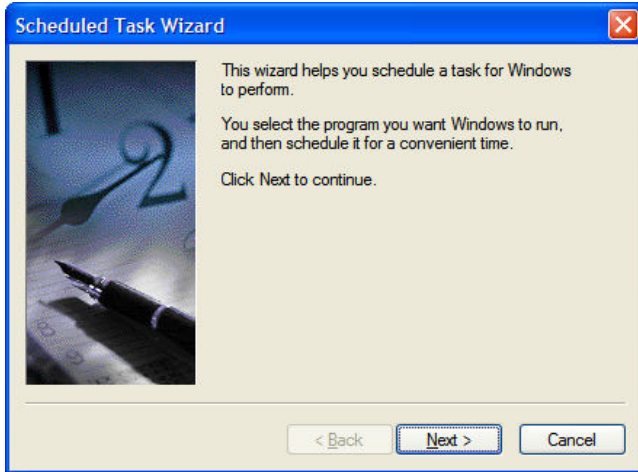 Scheduled Task Wizard
This wizard helps you schedule a task for Windows
to perform.
You select the program you want Windows to run,
and then schedule it for a convenient time.
Click Next to continue.
2
< Back
Next >
Cancel